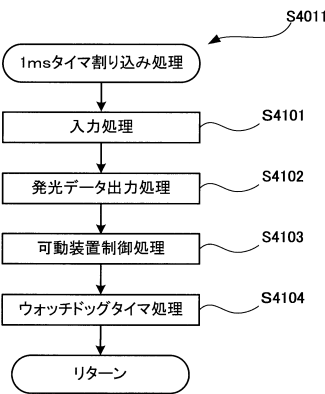 S4011
1msタイマ割り込み処理
入力処理
S4101
発光データ出力処理
S4102
可動装置制御処理
S4103
ウォッチドッグタイマ処理
S4104
リターン